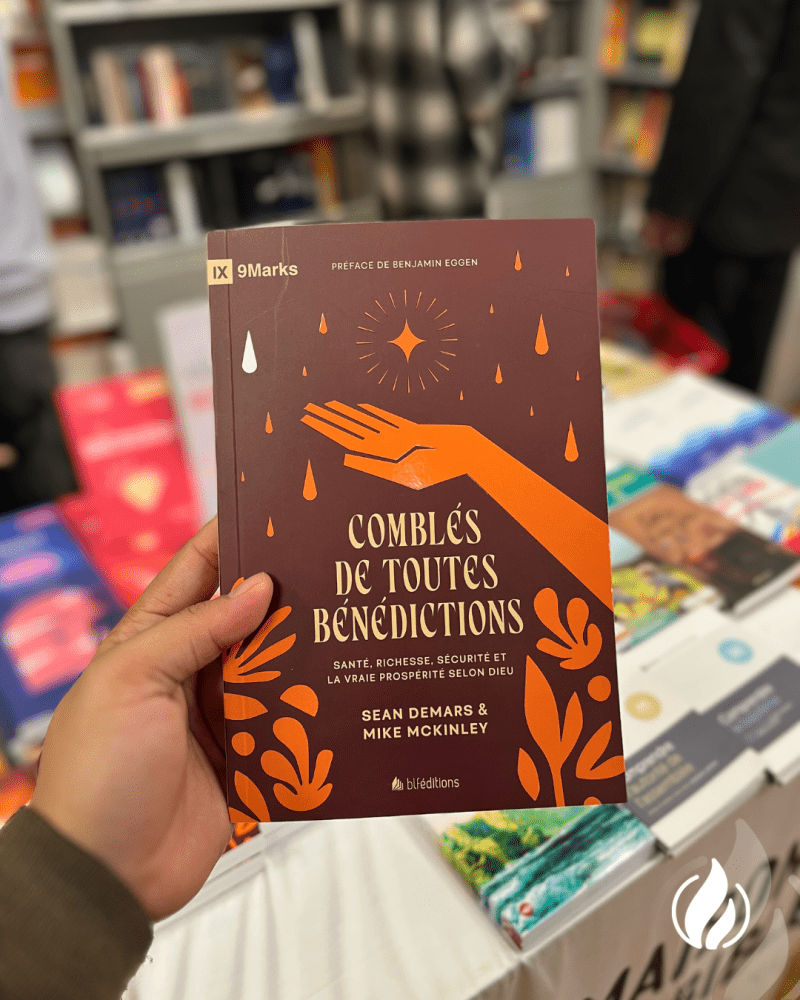 IX 9Marks
PRÉFACE DE BENJAMIN EGGEN
COMBLÉS
DE TOUTES
BÉNÉDICTIONS
SANTÉ, RICHESSE, SÉCURITÉ ET
LA VRAIE PROSPÉRITÉ SELON DIEU
SEAN DEMARS &
MIKE MCKINLEY
blféditions